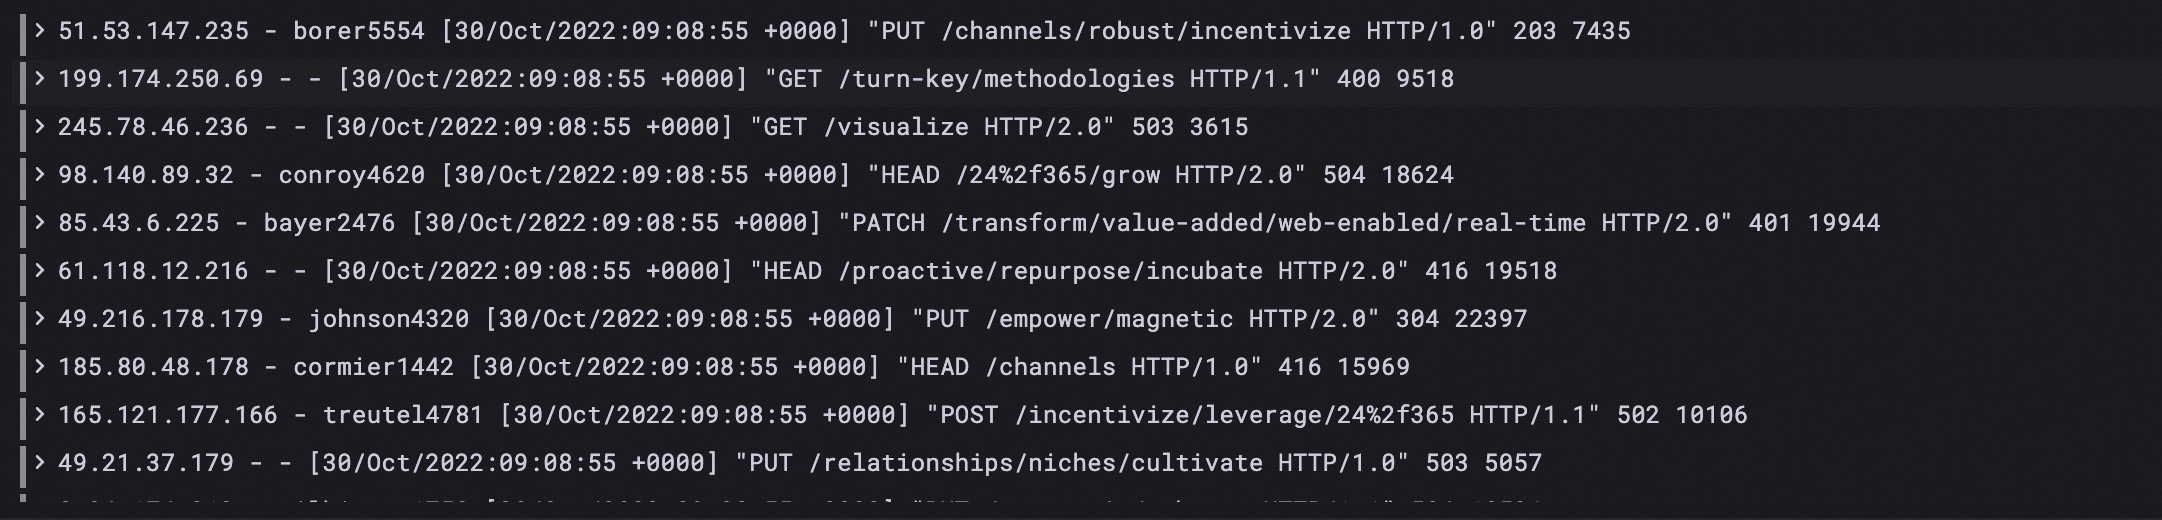 > 51.53.147.235 - borer5554 [30/Oct/2022:09:08:55 +0000] "PUT /channels/robust/incentivize HTTP/1.0" 203 7435
> 199.174.250.69 - - [30/Oct/2022:09:08:55 +0000] "GET /turn-key/methodologies HTTP/1.1" 400 9518
> 245.78.46.236 - - [30/Oct/2022:09:08:55 +0000] "GET /visualize HTTP/2.0" 503 3615
> 98.140.89.32 - conroy4620 [30/Oct/2022:09:08:55 +0000] "HEAD /24%2f365/grow HTTP/2.0" 504 18624
> 85.43.6.225 - bayer2476 [30/Oct/2022:09:08:55 +0000] "PATCH /transform/value-added/web-enabled/real-time HTTP/2.0" 401 19944
> 61.118.12.216 - - [30/Oct/2022:09:08:55 +0000] "HEAD /proactive/repurpose/incubate HTTP/2.0" 416 19518
> 49.216.178.179 - johnson4320 [30/Oct/2022:09:08:55 +0000] "PUT /empower/magnetic HTTP/2.0" 304 22397
> 185.80.48.178 - cormier1442 [30/Oct/2022:09:08:55 +0000] "HEAD /channels HTTP/1.0" 416 15969
> 165.121.177.166 - treutel4781 [30/Oct/2022:09:08:55 +0000] "POST /incentivize/leverage/24%2f365 HTTP/1.1" 502 10106
> 49.21.37.179 - - [30/Oct/2022:09:08:55 +0000] "PUT /relationships/niches/cultivate HTTP/1.0" 503 5057